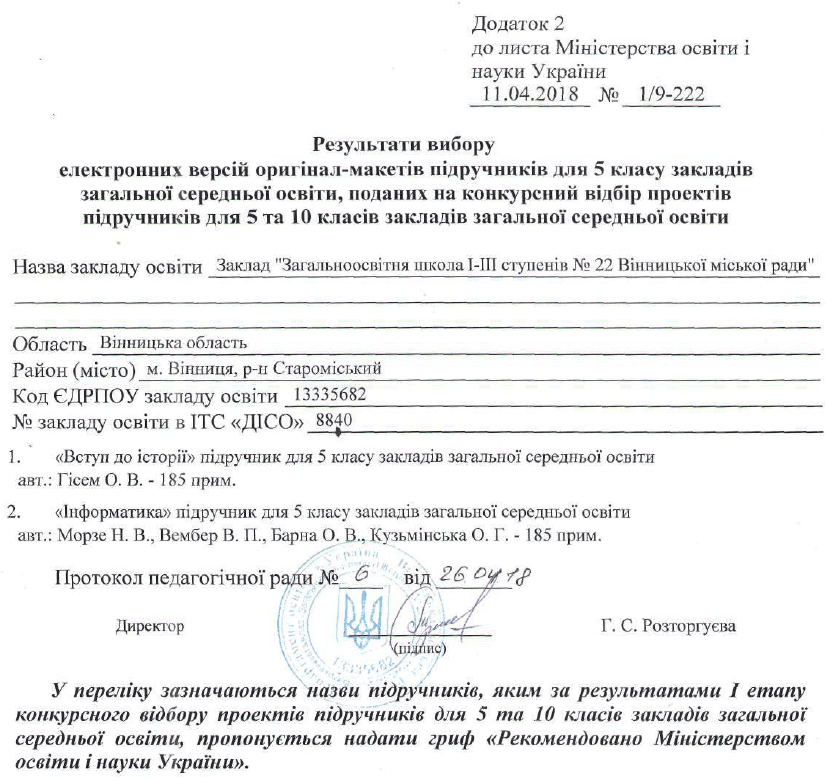 Додаток 2
до листа Міністерства освіти і
науки України
11.04.2018 № 1/9-222
Результати вибору
електронних версій оригінал-макетів підручників для 5 класу закладів
загальної середньої освіти, поданих на конкурсний відбір проектів
підручників для 5 та 10 класів закладів загальної середньої освіти
Назва закладу освіти Заклад "Загальноосвітня школа І-ІІІ ступенів № 22 Вінницької міської ради"
Область Вінницька область
Район (місто) м. Вінниця, р-н Староміський
Код ЄДРПОУ закладу освіти 13335682
№ закладу освіти в ІТС «ДІСО» 8840
1. «Вступ до історії» підручник для 5 класу закладів загальної середньої освіти
авт.: Гісем О. В. - 185 прим.
2. «Інформатика» підручник для 5 класу закладів загальної середньої освіти
авт.: Морзе Н. В., Вембер В. П., Барна О. В., Кузьмінська О. Г. - 185 прим.
Протокол педагогічної ради № 6 від 26 04 18
Директор Г. С. Розторгуєва
(підпис)
У переліку зазначаються назви підручників, яким за результатами І етапу
конкурсного відбору проектів підручників для 5 та 10 класів закладів загальної
середньої освіти, пропонується надати гриф «Рекомендовано Міністерством
освіти і науки України».